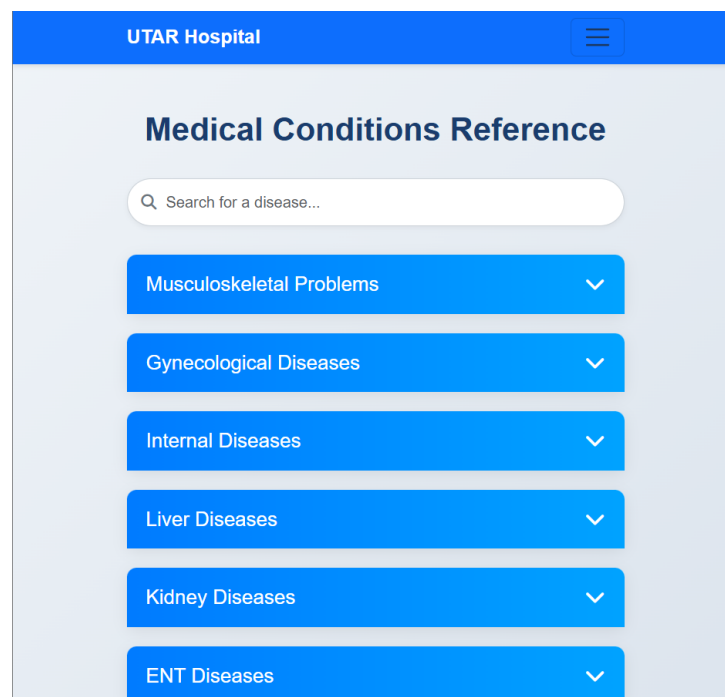 UTAR Hospital
Medical Conditions Reference
Search for a disease...
Musculoskeletal Problems
Gynecological Diseases
Internal Diseases
Liver Diseases
Kidney Diseases
ENT Diseases